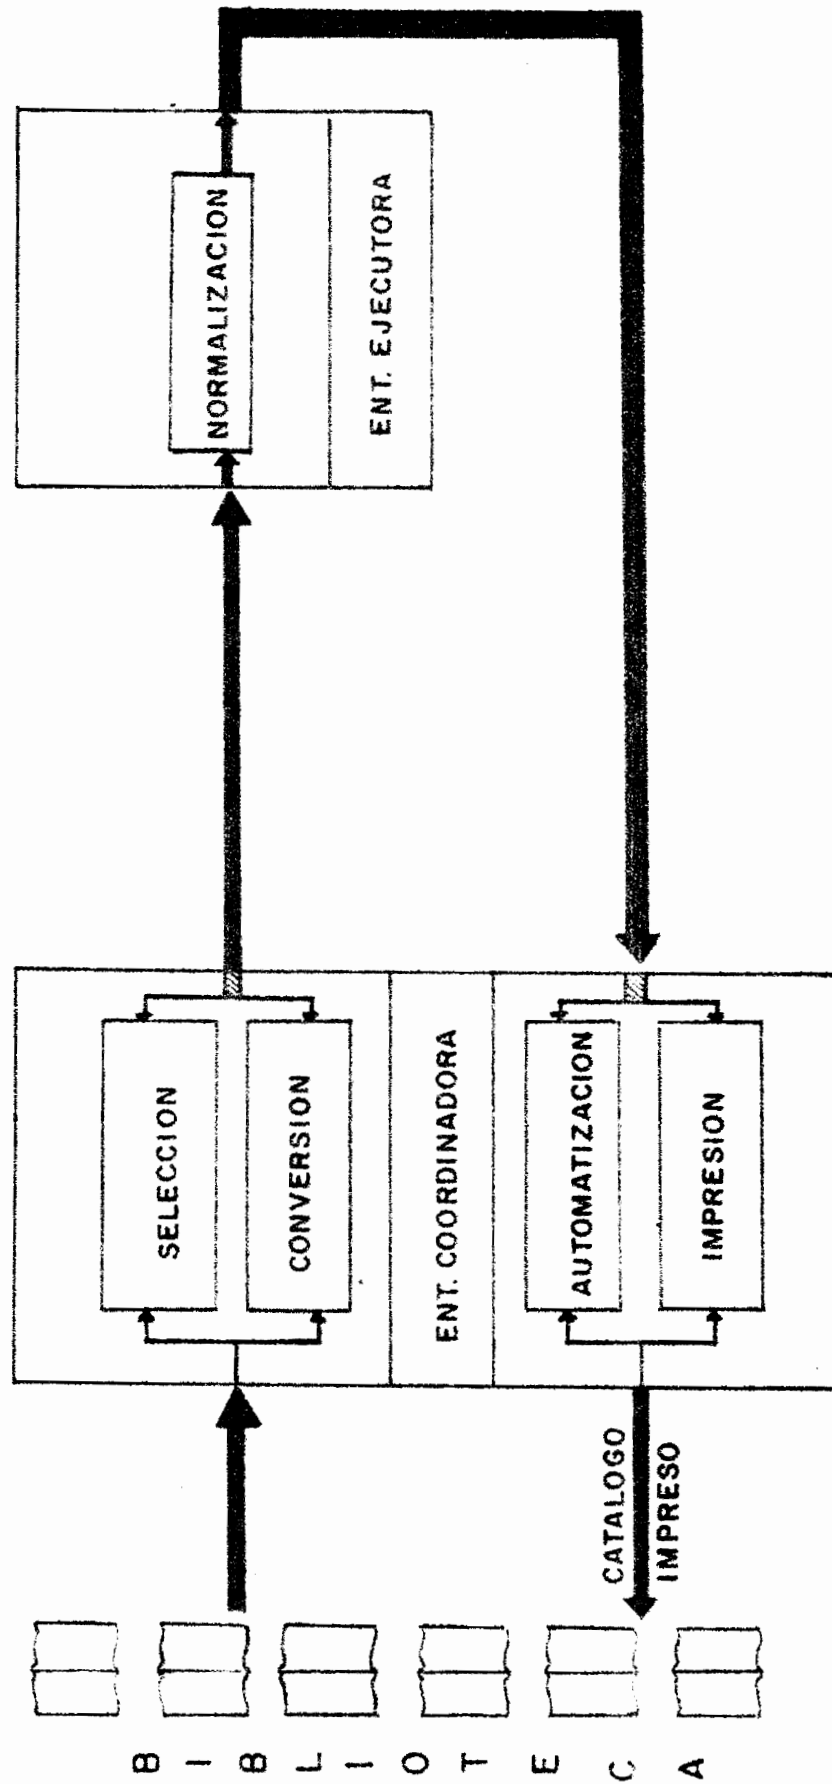 BIBLIOTECA
SELECCION
CONVERSION
ENT. COORDINADORA
AUTOMATIZACION
IMPRESION
CATALOGO
IMPRESO
NORMALIZACION
ENT. EJECUTORA